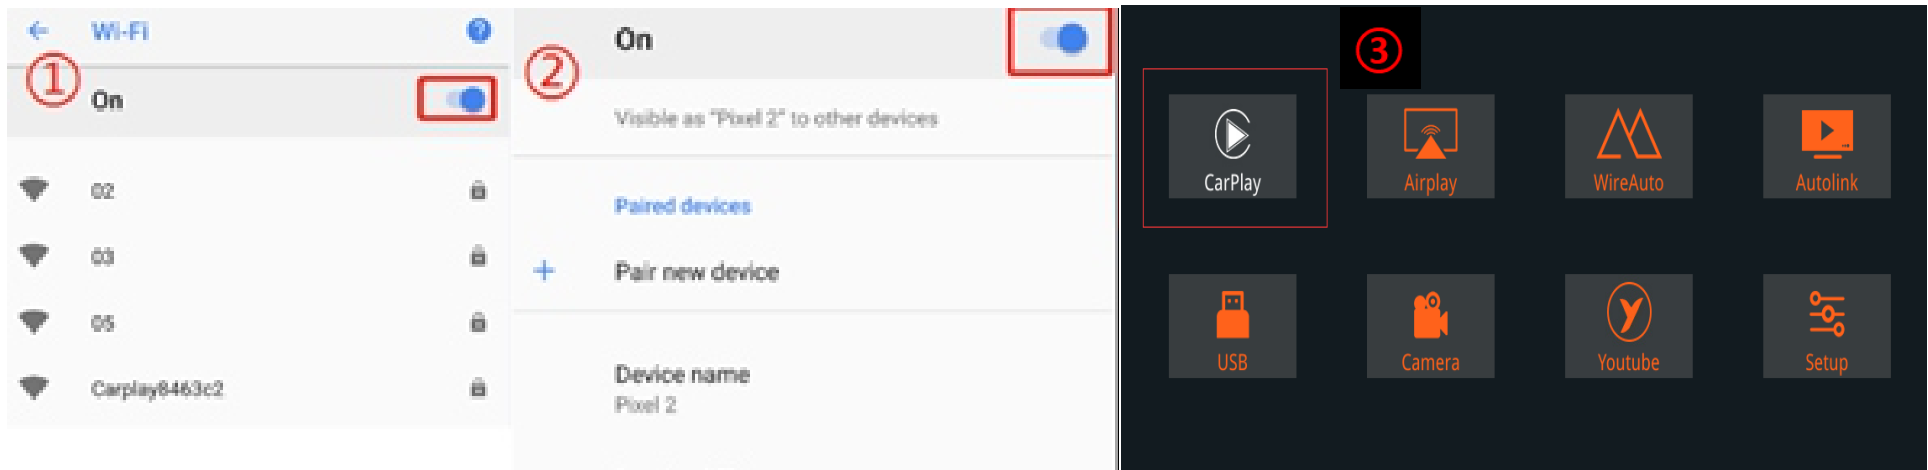 Wi-Fi
①
On
02
03
05
Carplay8463c2
②
On
Visible as "Pixel 2" to other devices
Paired devices
Pair new device
Device name
Pixel 2
③
CarPlay
Airplay
WireAuto
Autolink
USB
Camera
Youtube
Setup